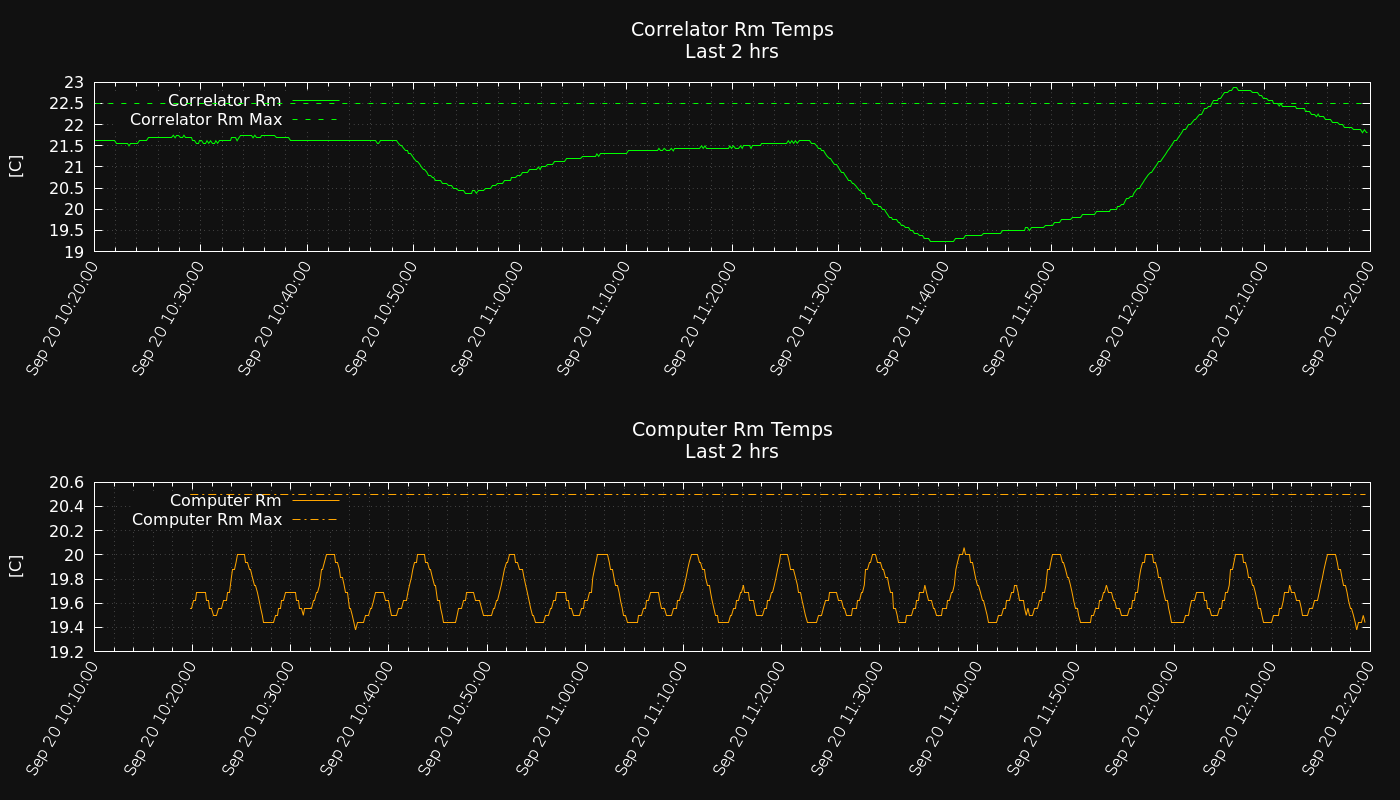 Correlator Rm Temps
Last 2 hrs
23
22.5
22
21.5
21
20.5
20
19.5
19
[C]
Correlator Rm
Correlator Rm Max
Sep 20 10:20:00
Sep 20 10:30:00
Sep 20 10:40:00
Sep 20 10:50:00
Sep 20 11:00:00
Sep 20 11:10:00
Sep 20 11:20:00
Sep 20 11:30:00
Sep 20 11:40:00
Sep 20 11:50:00
Sep 20 12:00:00
Sep 20 12:10:00
Sep 20 12:20:00
Computer Rm Temps
Last 2 hrs
20.6
20.4
20.2
20
19.8
19.6
19.4
19.2
[C]
Computer Rm
Computer Rm Max
Sep 20 10:10:00
Sep 20 10:20:00
Sep 20 10:30:00
Sep 20 10:40:00
Sep 20 10:50:00
Sep 20 11:00:00
Sep 20 11:10:00
Sep 20 11:20:00
Sep 20 11:30:00
Sep 20 11:40:00
Sep 20 11:50:00
Sep 20 12:00:00
Sep 20 12:10:00
Sep 20 12:20:00